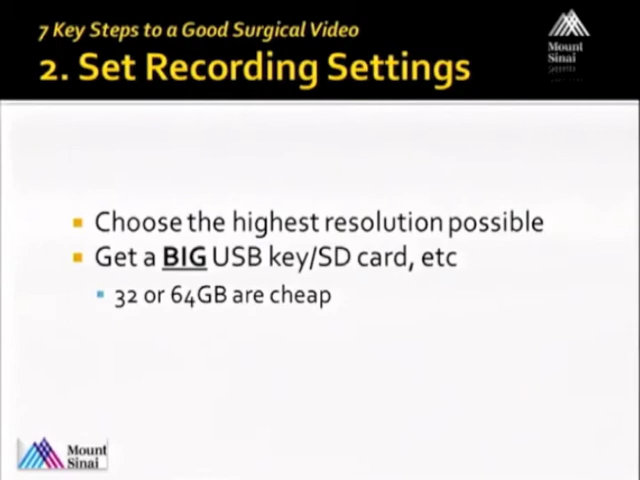 7 Key Steps to a Good Surgical Video
2. Set Recording Settings
Mount
Sinai
Choose the highest resolution possible
Get a BIG USB key/SD card, etc
32 or 64GB are cheap
Mount
Sinai